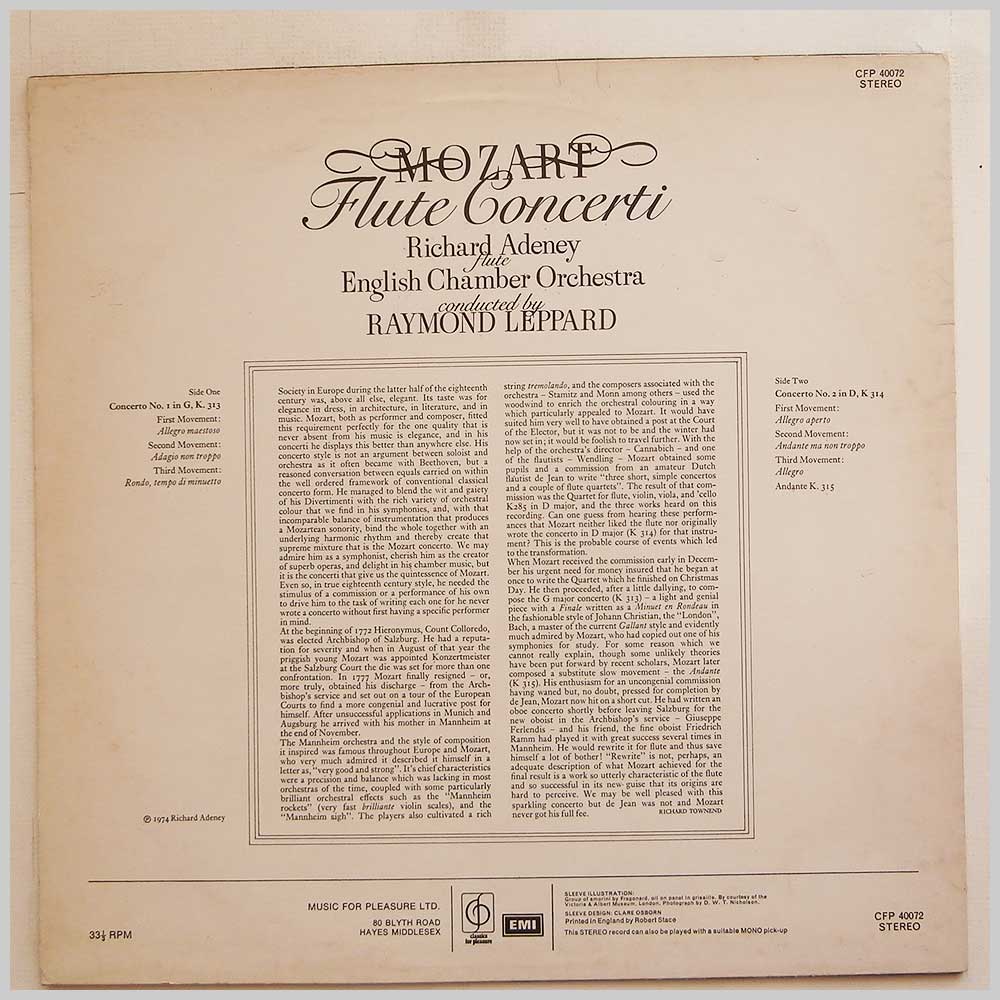 CFP 40072
STEREO
MOZART
Flute Concerti
Richard Adeney
flute
English Chamber Orchestra
conducted by
RAYMOND LEPPARD
Side One
Concerto No. 1 in G, K. 313
First Movement:
Allegro maestoso
Second Movement:
Adagio non troppo
Third Movement:
Rondo, tempo di minuetto
Society in Europe during the latter half of the eighteenth
century was, above all else, elegant. Its taste was for
elegance in dress, in architecture, in literature, and in
music. Mozart, both as performer and composer, fitted
this requirement perfectly for the one quality that is
never absent from his music is elegance, and in his
concerti he displays this better than anywhere else. His
concerto style is not an argument between soloist and
orchestra as it often became with Beethoven, but a
reasoned conversation between equals carried on within
the well ordered framework of conventional classical
concerto form. He managed to blend the wit and gaiety
of his Divertimenti with the rich variety of orchestral
colour that we find in his symphonies, and, with that
incomparable balance of instrumentation that produces
a Mozartean sonority, bind the whole together with an
underlying harmonic rhythm and thereby create that
supreme mixture that is the Mozart concerto. We may
admire him as a symphonist, cherish him as the creator
of superb operas, and delight in his chamber music, but
it is the concerti that give us the quintessence of Mozart.
Even so, in true eighteenth century style, he needed the
stimulus of a commission or a performance of his own
to drive him to the task of writing each one for he never
wrote a concerto without first having a specific performer
in mind.
At the beginning of 1772 Hieronymus, Count Colloredo,
was elected Archbishop of Salzburg. He had a reputa-
tion for severity and when in August of that year the
priggish young Mozart was appointed Konzertmeister
at the Salzburg Court the die was set for more than one
confrontation. In 1777 Mozart finally resigned – or,
more truly, obtained his discharge – from the Arch-
bishop's service and set out on a tour of the European
Courts to find a more congenial and lucrative post for
himself. After unsuccessful applications in Munich and
Augsburg he arrived with his mother in Mannheim at
the end of November.
The Mannheim orchestra and the style of composition
it inspired was famous throughout Europe and Mozart,
who very much admired it described it himself in a
letter as, "very good and strong". It's chief characteristics
were a precision and balance which was lacking in most
orchestras of the time, coupled with some particularly
brilliant orchestral effects such as the "Mannheim
rockets" (very fast brilliante violin scales), and the
"Mannheim sigh". The players also cultivated a rich
string tremolando, and the composers associated with the
orchestra – Stamitz and Monn among others – used the
woodwind to enrich the orchestral colouring in a way
which particularly appealed to Mozart. It would have
suited him very well to have obtained a post at the Court
of the Elector, but it was not to be and the winter had
now set in; it would be foolish to travel further. With the
help of the orchestra's director – Cannabich – and one
of the flautists – Wendling – Mozart obtained some
pupils and a commission from an amateur Dutch
flautist de Jean to write "three short, simple concertos
and a couple of flute quartets". The result of that com-
mission was the Quartet for flute, violin, viola, and 'cello
K285 in D major, and the three works heard on this
recording. Can one guess from hearing these perform-
ances that Mozart neither liked the flute nor originally
wrote the concerto in D major (K 314) for that instru-
ment? This is the probable course of events which led
to the transformation.
When Mozart received the commission early in Decem-
ber his urgent need for money insured that he began at
once to write the Quartet which he finished on Christmas
Day. He then proceeded, after a little dallying, to com-
pose the G major concerto (K 313) – a light and genial
piece with a Finale written as a Minuet en Rondeau in
the fashionable style of Johann Christian, the "London",
Bach, a master of the current Gallant style and evidently
much admired by Mozart, who had copied out one of his
symphonies for study. For some reason which we
cannot really explain, though some unlikely theories
have been put forward by recent scholars, Mozart later
composed a substitute slow movement – the Andante
(K 315). His enthusiasm for an uncongenial commission
having waned but, no doubt, pressed for completion by
de Jean, Mozart now hit on a short cut. He had written an
oboe concerto shortly before leaving Salzburg for the
new oboist in the Archbishop's service – Giuseppe
Ferlendis – and his friend, the fine oboist Friedrich
Ramm had played it with great success several times in
Mannheim. He would rewrite it for flute and thus save
himself a lot of bother! "Rewrite" is not, perhaps, an
adequate description of what Mozart achieved for the
final result is a work so utterly characteristic of the flute
and so successful in its new guise that its origins are
hard to perceive. We may be well pleased with this
sparkling concerto but de Jean was not and Mozart
never got his full fee.
RICHARD TOWNEND
Side Two
Concerto No. 2 in D, K 314
First Movement:
Allegro aperto
Second Movement:
Andante ma non troppo
Third Movement:
Allegro
Andante K. 315
℗ 1974 Richard Adeney
33⅓ RPM
MUSIC FOR PLEASURE LTD.
80 BLYTH ROAD
HAYES MIDDLESEX
classics
for pleasure
EMI
SLEEVE ILLUSTRATION:
Group of amorini by Fragonard, oil on panel in grisaille. By courtesy of the
Victoria & Albert Museum, London. Photograph by D. W. T. Nicholson.
SLEEVE DESIGN: CLARE OSBORN
Printed in England by Robert Stace
This STEREO record can also be played with a suitable MONO pick-up
CFP 40072
STEREO